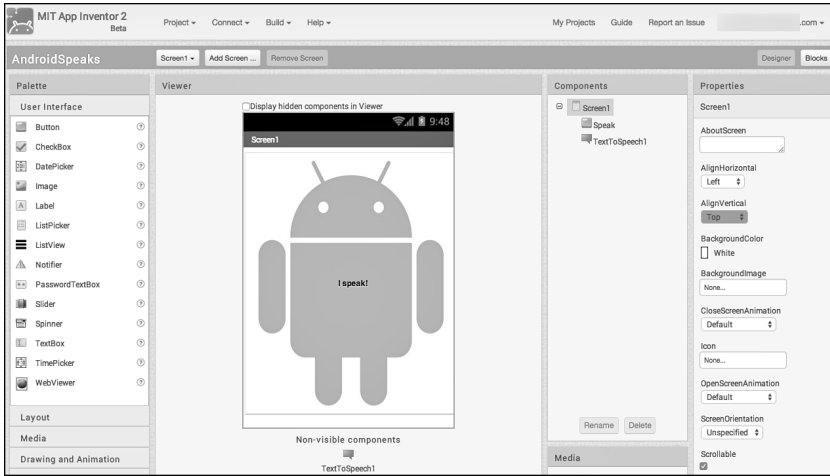 MIT App Inventor 2
Beta
Project Connect Build Help
My Projects Guide Report an Issue .com
AndroidSpeaks
Screen1 Add Screen ... Remove Screen
Designer Blocks
Palette
User Interface
Button
CheckBox
DatePicker
Image
Label
ListPicker
ListView
Notifier
PasswordTextBox
Slider
Spinner
TextBox
TimePicker
WebViewer
Layout
Media
Drawing and Animation
Viewer
Display hidden components in Viewer
9:48
Screen1
I speak!
Non-visible components
TextToSpeech1
Components
Screen1
Speak
TextToSpeech1
Rename Delete
Media
Properties
Screen1
AboutScreen
AlignHorizontal
Left
AlignVertical
Top
BackgroundColor
White
BackgroundImage
None...
CloseScreenAnimation
Default
Icon
None...
OpenScreenAnimation
Default
ScreenOrientation
Unspecified
Scrollable